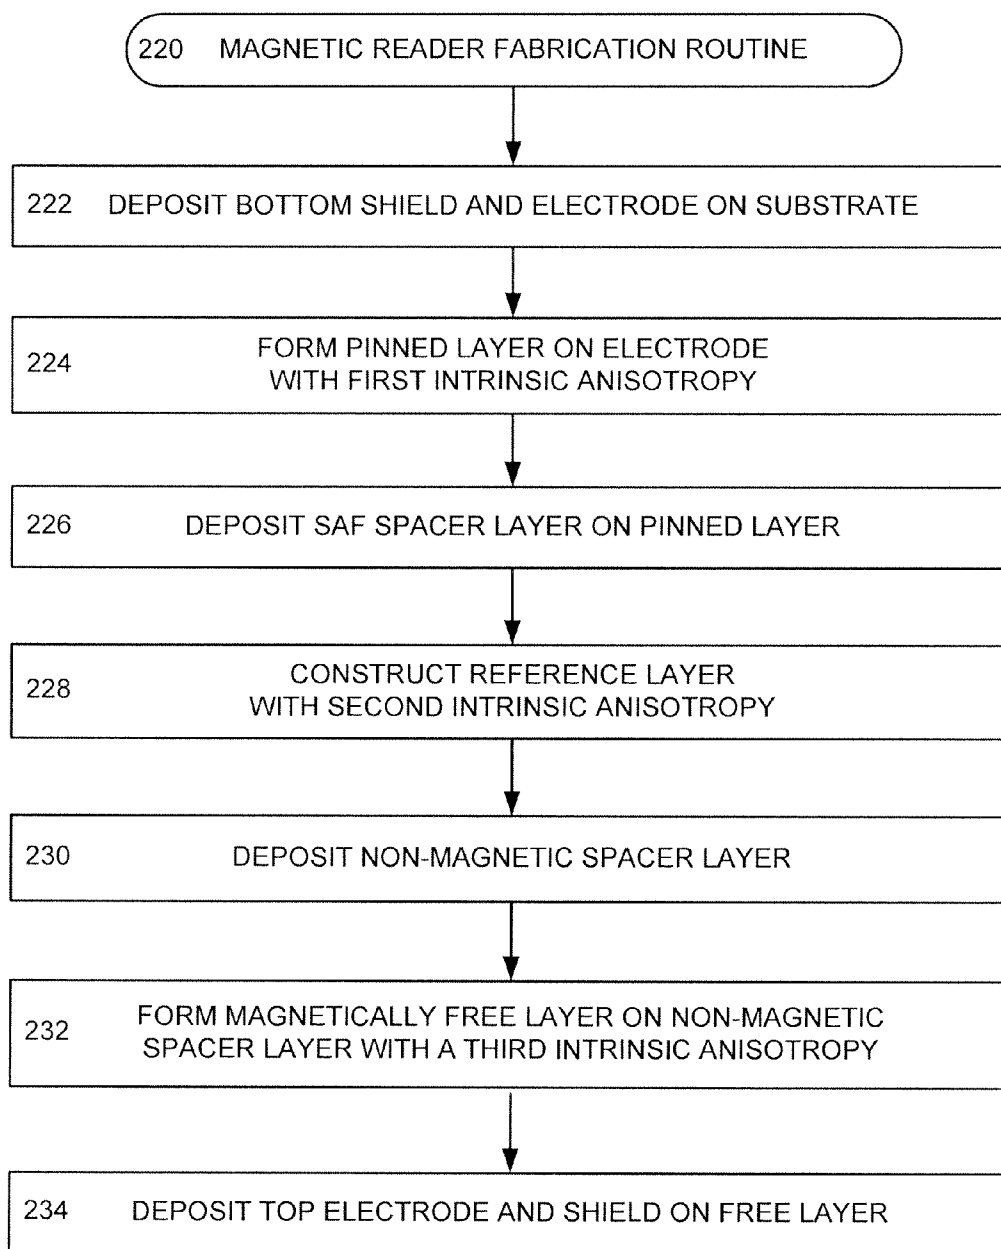 220 MAGNETIC READER FABRICATION ROUTINE
222 DEPOSIT BOTTOM SHIELD AND ELECTRODE ON SUBSTRATE
224 FORM PINNED LAYER ON ELECTRODE
WITH FIRST INTRINSIC ANISOTROPY
226 DEPOSIT SAF SPACER LAYER ON PINNED LAYER
228 CONSTRUCT REFERENCE LAYER
WITH SECOND INTRINSIC ANISOTROPY
230 DEPOSIT NON-MAGNETIC SPACER LAYER
232 FORM MAGNETICALLY FREE LAYER ON NON-MAGNETIC
SPACER LAYER WITH A THIRD INTRINSIC ANISOTROPY
234 DEPOSIT TOP ELECTRODE AND SHIELD ON FREE LAYER